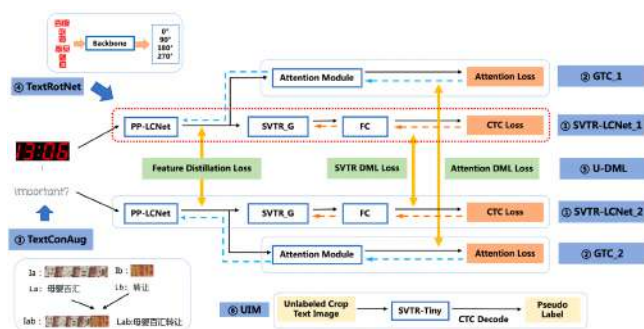 Backbone
0°
90°
180°
270°
④ TextRotNet
Attention Module
Attention Loss
② GTC_1
PP-LCNet
SVTR_G
FC
CTC Loss
① SVTR-LCNet_1
13:06
Feature Distillation Loss
SVTR DML Loss
Attention DML Loss
⑤ U-DML
important?
PP-LCNet
SVTR_G
FC
CTC Loss
① SVTR-LCNet_2
③ TextConAug
Attention Module
Attention Loss
② GTC_2
Ia:
Ib:
La: 母婴百汇
Lb: 转让
Iab:
Lab:母婴百汇转让
⑥ UIM
Unlabeled Crop
Text Image
SVTR-Tiny
CTC Decode
Pseudo
Label